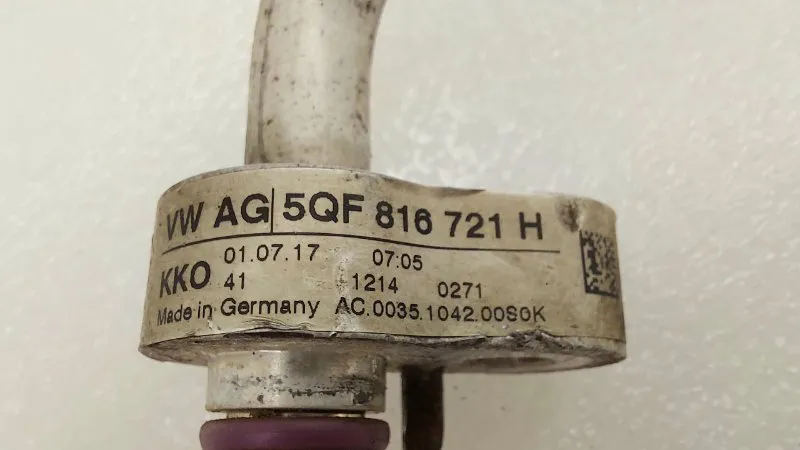 VW AG 5QF 816 721 H
KKO 01.07.17 07:05
41 1214 0271
Made in Germany AC.0035.1042.00S0K